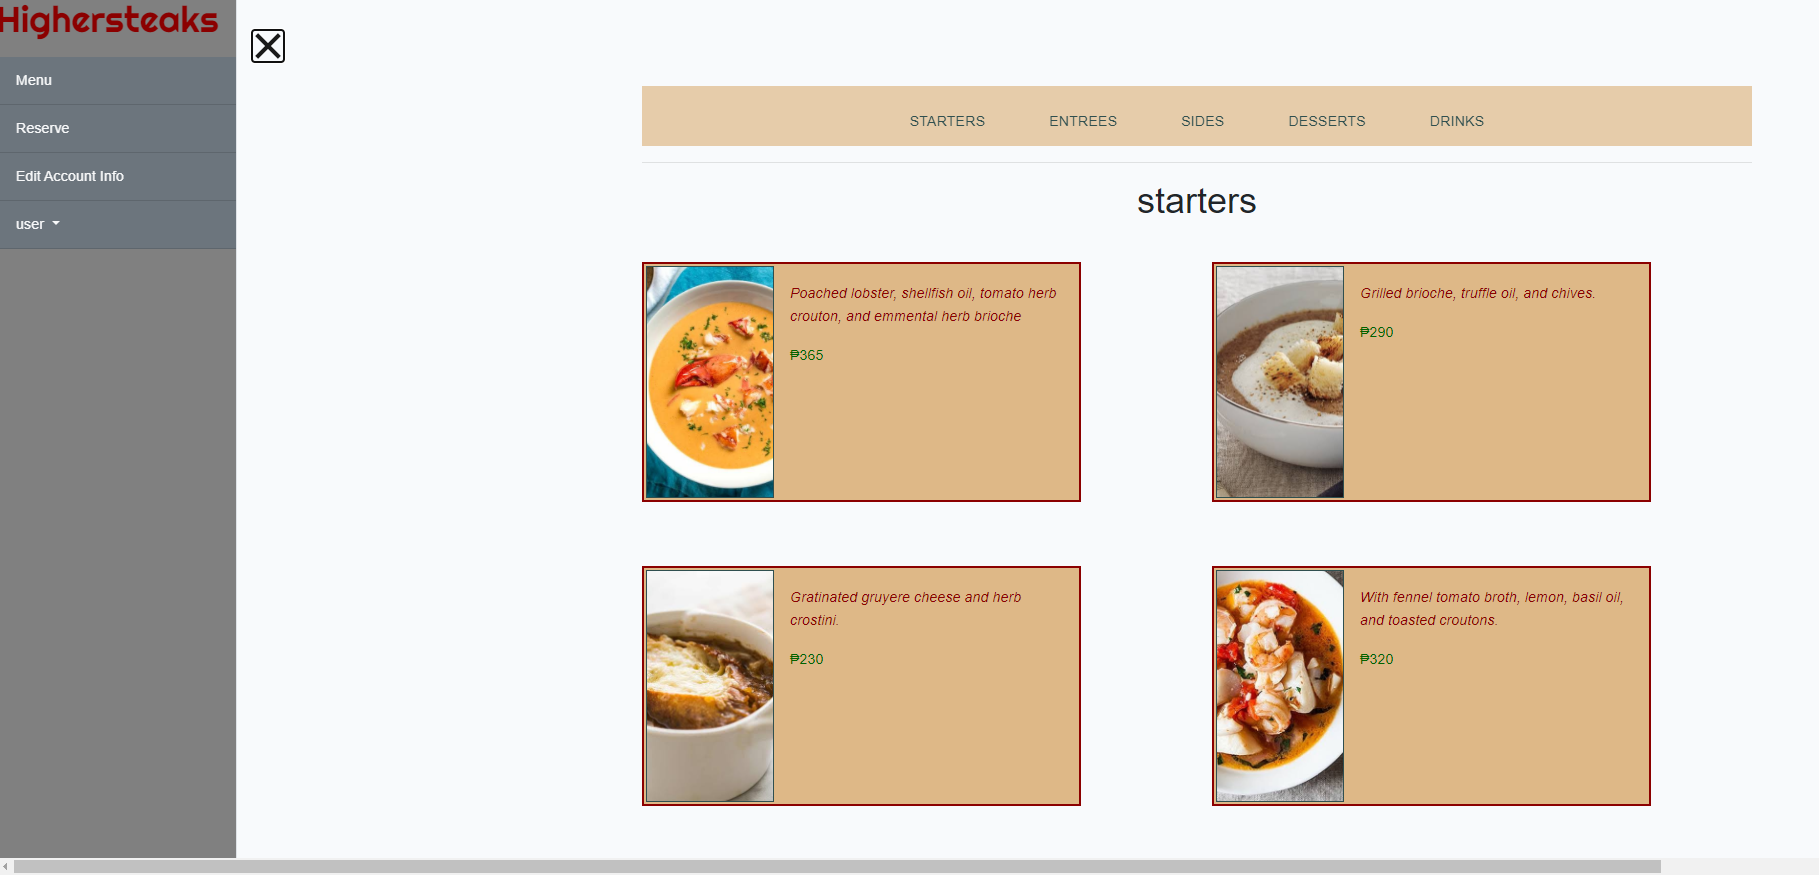 Highersteaks
Menu
Reserve
Edit Account Info
user
STARTERS ENTREES SIDES DESSERTS DRINKS
starters
Poached lobster, shellfish oil, tomato herb
crouton, and emmental herb brioche
₱365
Grilled brioche, truffle oil, and chives.
₱290
Gratinated gruyere cheese and herb
crostini.
₱230
With fennel tomato broth, lemon, basil oil,
and toasted croutons.
₱320